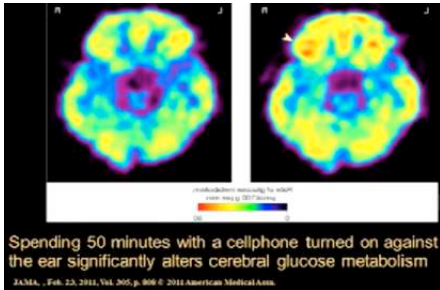 Spending 50 minutes with a cellphone turned on against
the ear significantly alters cerebral glucose metabolism
JAMA, , Feb. 23, 2011, Vol. 305, p. 808 © 2011 American Medical Assn.